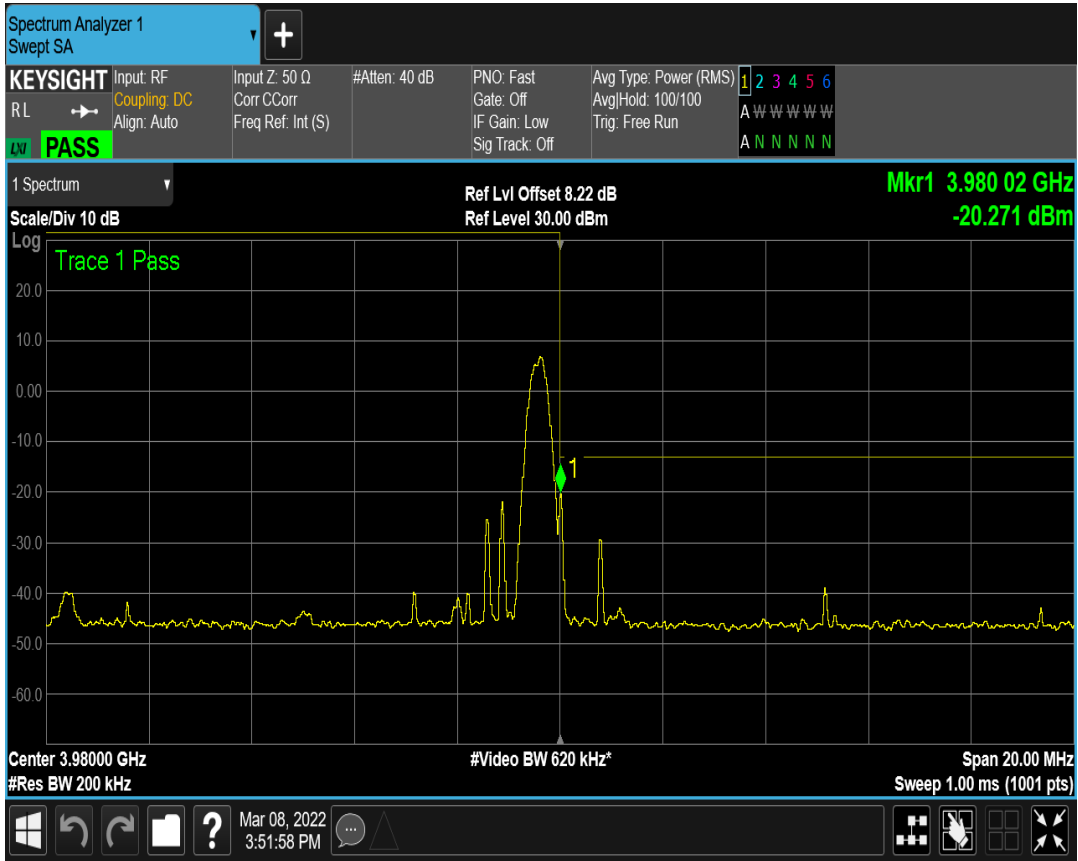 Spectrum Analyzer 1
Swept SA
+
KEYSIGHT
R L
LXI
PASS
Input: RF
Coupling: DC
Align: Auto
Input Z: 50 Ω
Corr CCorr
Freq Ref: Int (S)
#Atten: 40 dB
PNO: Fast
Gate: Off
IF Gain: Low
Sig Track: Off
Avg Type: Power (RMS)
Avg|Hold: 100/100
Trig: Free Run
1 2 3 4 5 6
A W W W W W
A N N N N N
1 Spectrum
Ref Lvl Offset 8.22 dB
Mkr1 3.980 02 GHz
Scale/Div 10 dB
Ref Level 30.00 dBm
-20.271 dBm
Log
Trace 1 Pass
20.0
10.0
0.00
-10.0
1
-20.0
-30.0
-40.0
-50.0
-60.0
Center 3.98000 GHz
#Video BW 620 kHz*
Span 20.00 MHz
#Res BW 200 kHz
Sweep 1.00 ms (1001 pts)
?
Mar 08, 2022
3:51:58 PM